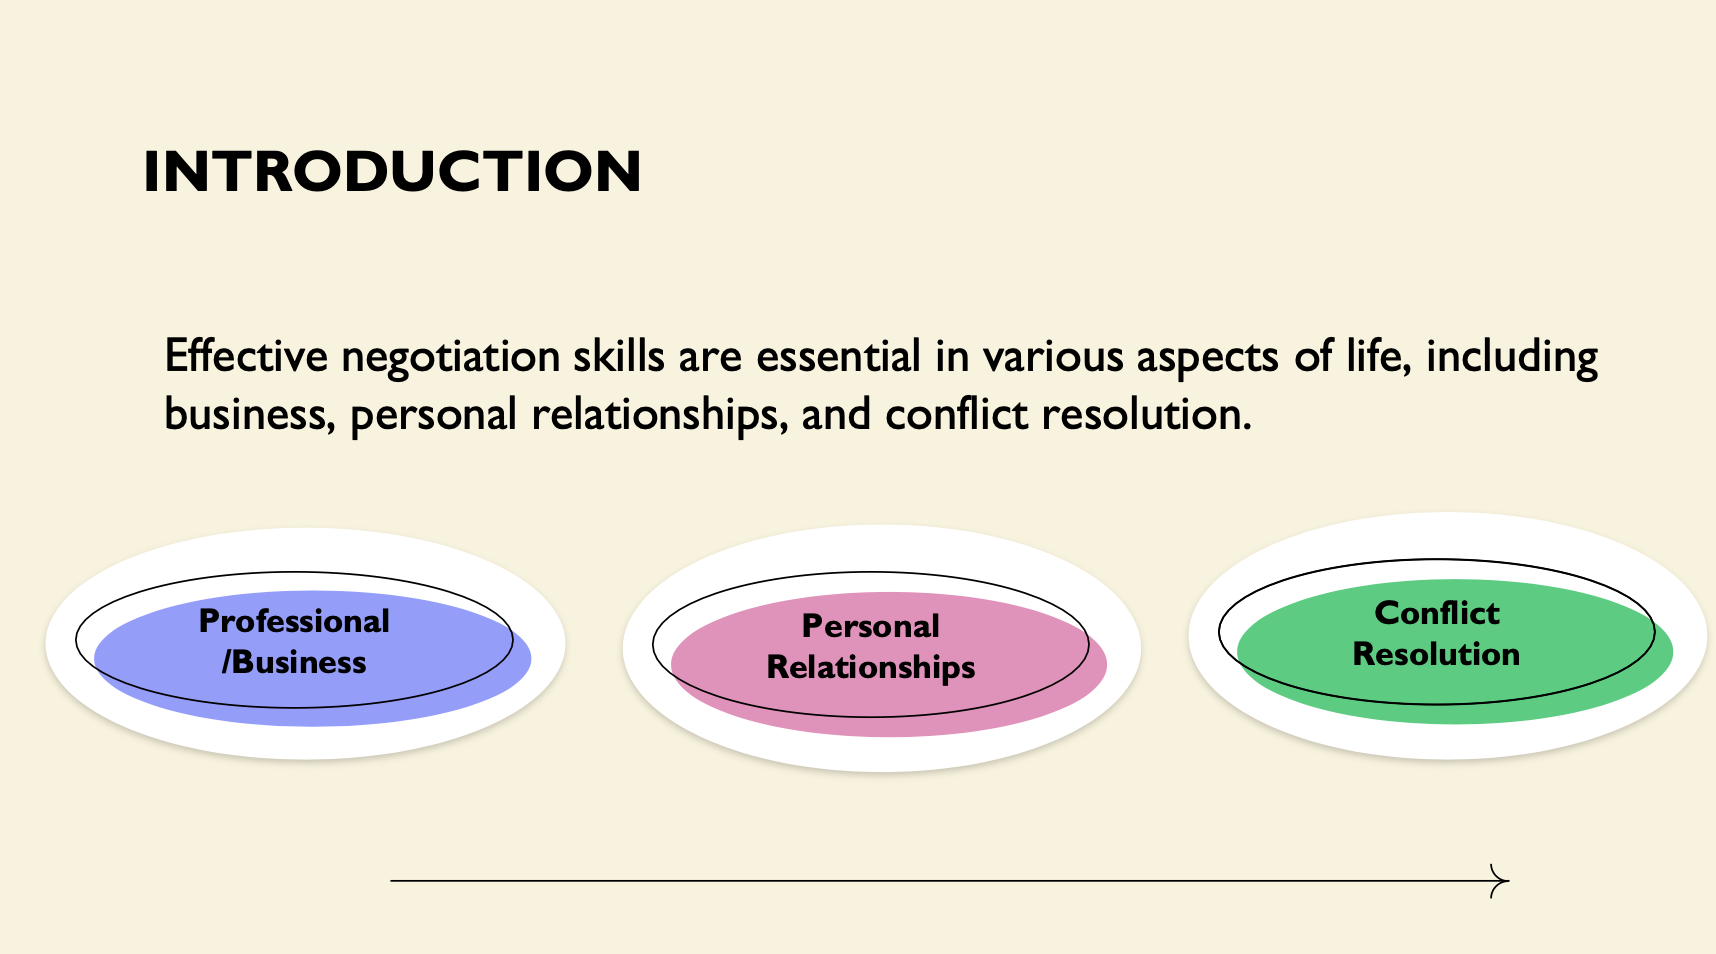 INTRODUCTION
Effective negotiation skills are essential in various aspects of life, including
business, personal relationships, and conflict resolution.
Professional
/Business
Personal
Relationships
Conflict
Resolution